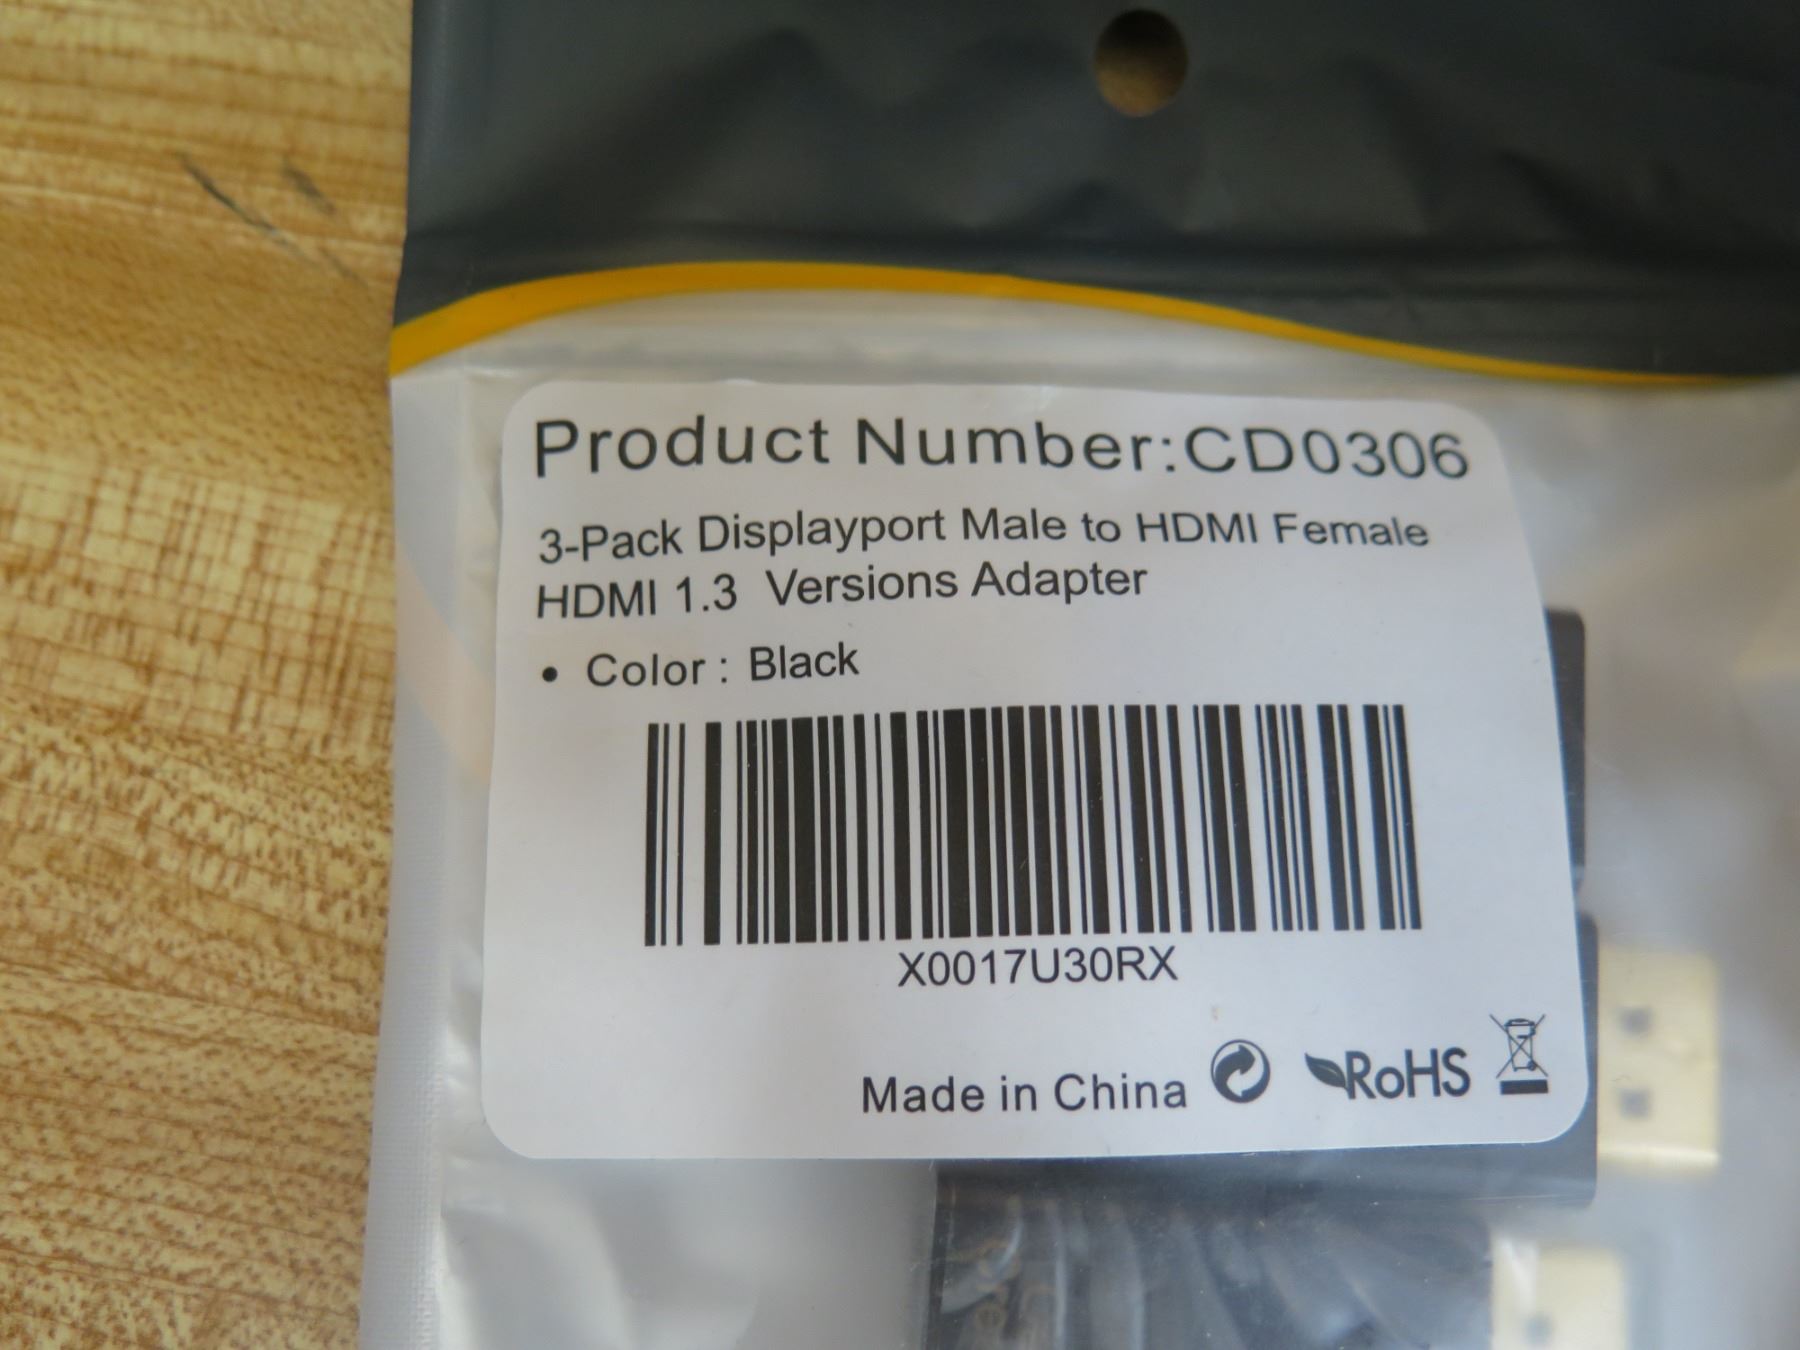 Product Number:CD0306
3-Pack Displayport Male to HDMI Female
HDMI 1.3 Versions Adapter
• Color : Black
X0017U30RX
Made in China RoHS